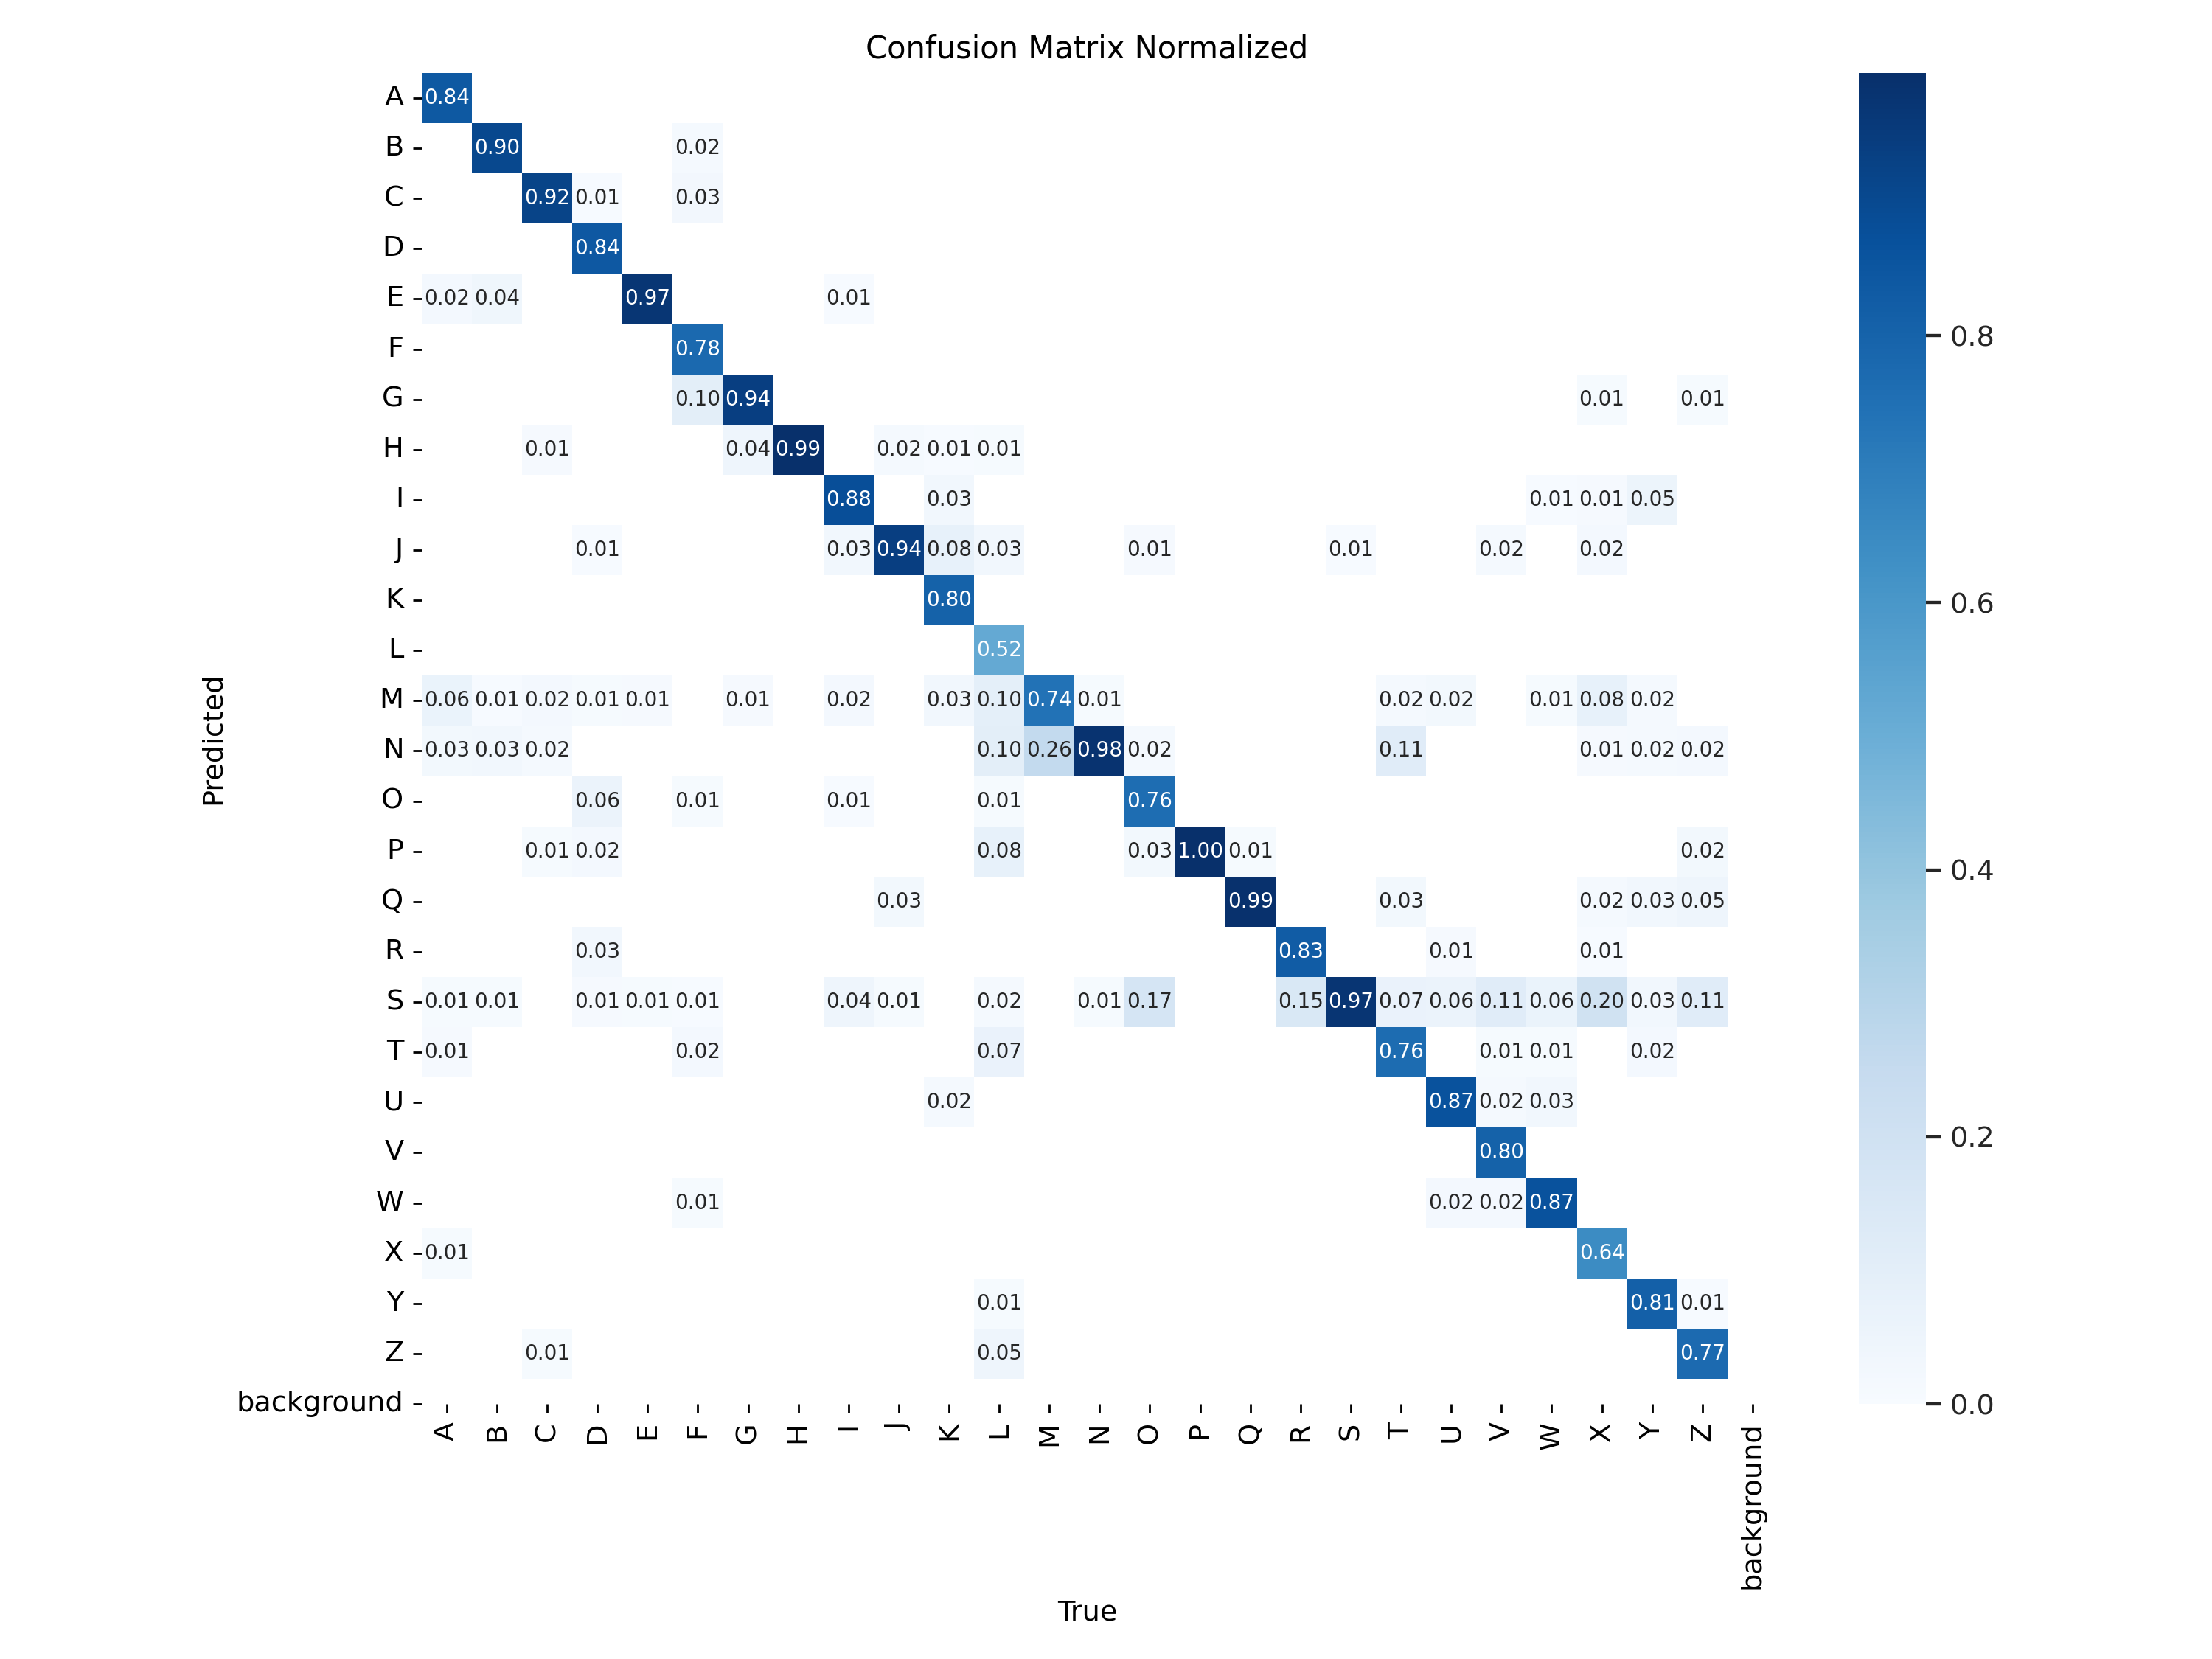 Confusion Matrix Normalized
A 0.84
B 0.90 0.02
C 0.92 0.01 0.03
D 0.84
E 0.02 0.04 0.97 0.01
F 0.78
G 0.10 0.94 0.01 0.01
H 0.01 0.04 0.99 0.02 0.01 0.01
I 0.88 0.03 0.01 0.01 0.05
J 0.01 0.03 0.94 0.08 0.03 0.01 0.01 0.02 0.02
K 0.80
L 0.52
M 0.06 0.01 0.02 0.01 0.01 0.01 0.02 0.03 0.10 0.74 0.01 0.02 0.02 0.01 0.08 0.02
N 0.03 0.03 0.02 0.10 0.26 0.98 0.02 0.11 0.01 0.02 0.02
O 0.06 0.01 0.01 0.01 0.76
P 0.01 0.02 0.08 0.03 1.00 0.01 0.02
Q 0.03 0.99 0.03 0.02 0.03 0.05
R 0.03 0.83 0.01 0.01
S 0.01 0.01 0.01 0.01 0.01 0.04 0.01 0.02 0.01 0.17 0.15 0.97 0.07 0.06 0.11 0.06 0.20 0.03 0.11
T 0.01 0.02 0.07 0.76 0.01 0.01 0.02
U 0.02 0.87 0.02 0.03
V 0.80
W 0.01 0.02 0.02 0.87
X 0.01 0.64
Y 0.01 0.81 0.01
Z 0.01 0.05 0.77
background
A B C D E F G H I J K L M N O P Q R S T U V W X Y Z background
Predicted
True
0.8
0.6
0.4
0.2
0.0